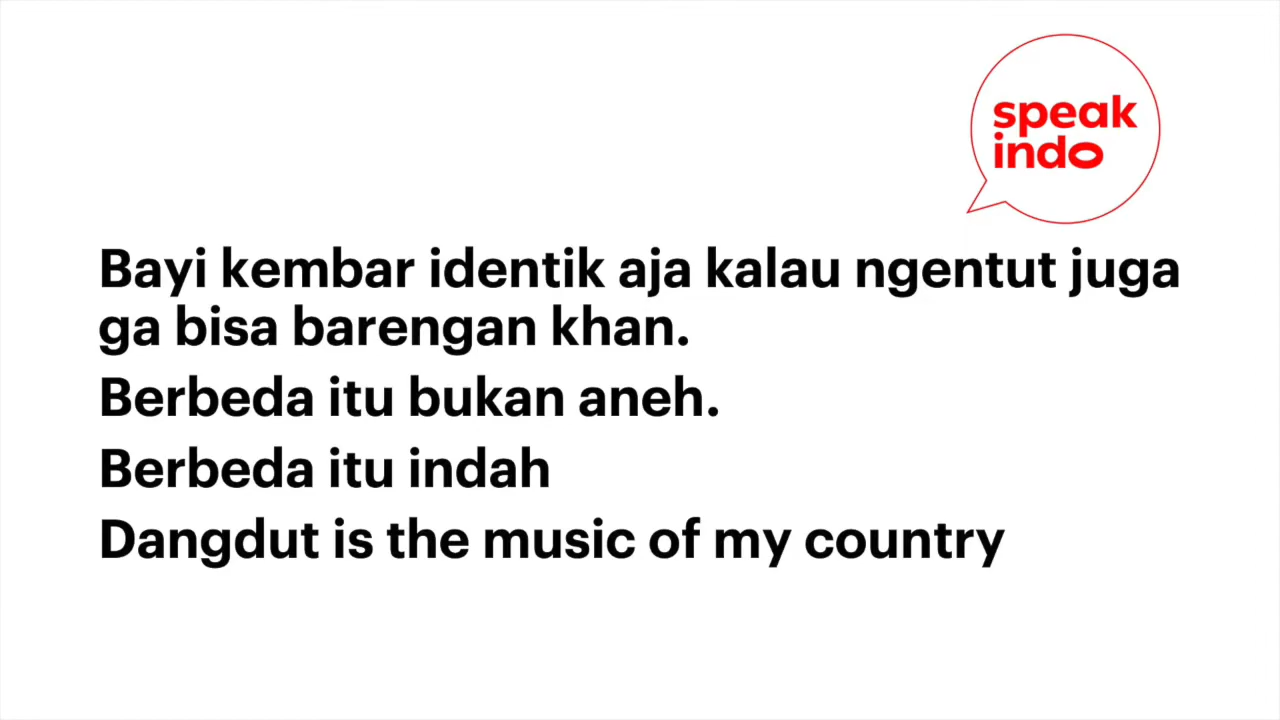 speak
indo
Bayi kembar identik aja kalau ngentut juga
ga bisa barengan khan.
Berbeda itu bukan aneh.
Berbeda itu indah
Dangdut is the music of my country